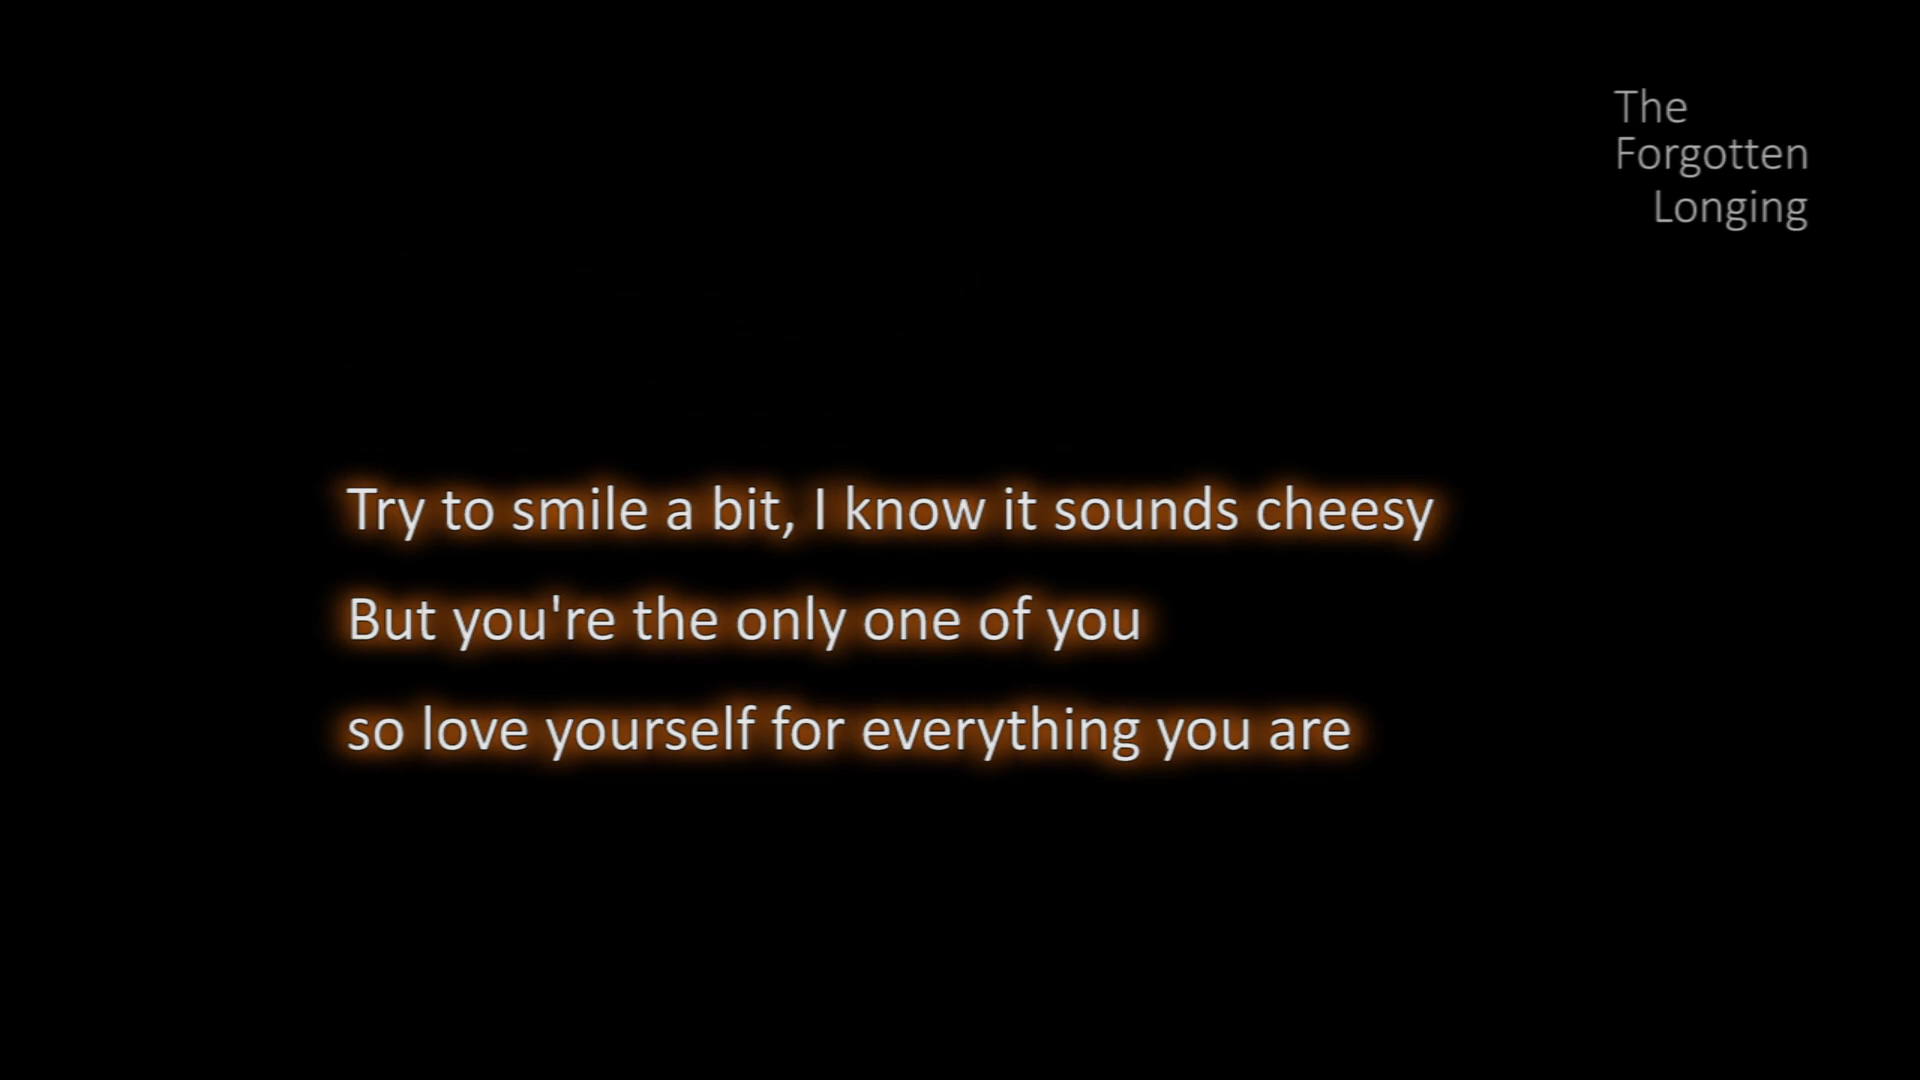 The
Forgotten
Longing
Try to smile a bit, I know it sounds cheesy
But you're the only one of you
so love yourself for everything you are